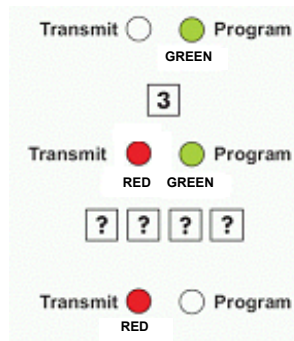 Transmit Program
GREEN
3
Transmit Program
RED GREEN
? ? ? ?
Transmit Program
RED